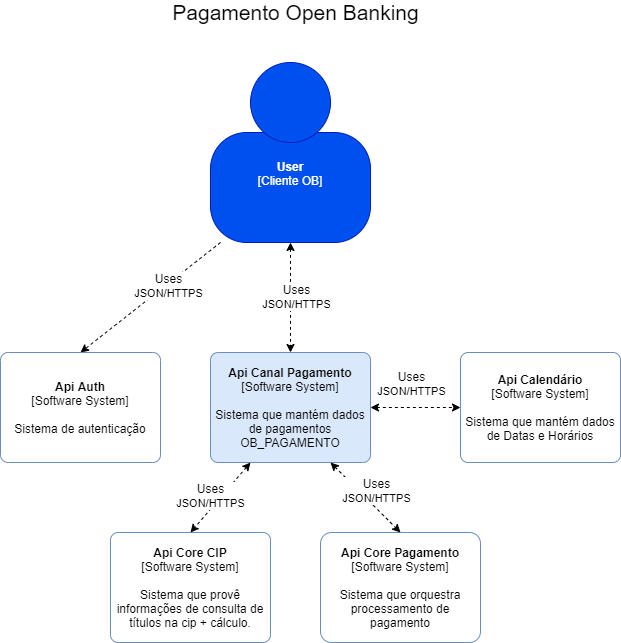 Pagamento Open Banking
User
[Cliente OB]
Uses
JSON/HTTPS
Uses
JSON/HTTPS
Api Auth
[Software System]
Sistema de autenticação
Api Canal Pagamento
[Software System]
Sistema que mantém dados
de pagamentos
OB_PAGAMENTO
Uses
JSON/HTTPS
Api Calendário
[Software System]
Sistema que mantém dados
de Datas e Horários
Uses
JSON/HTTPS
Uses
JSON/HTTPS
Api Core CIP
[Software System]
Sistema que provê
informações de consulta de
títulos na cip + cálculo.
Api Core Pagamento
[Software System]
Sistema que orquestra
processamento de
pagamento